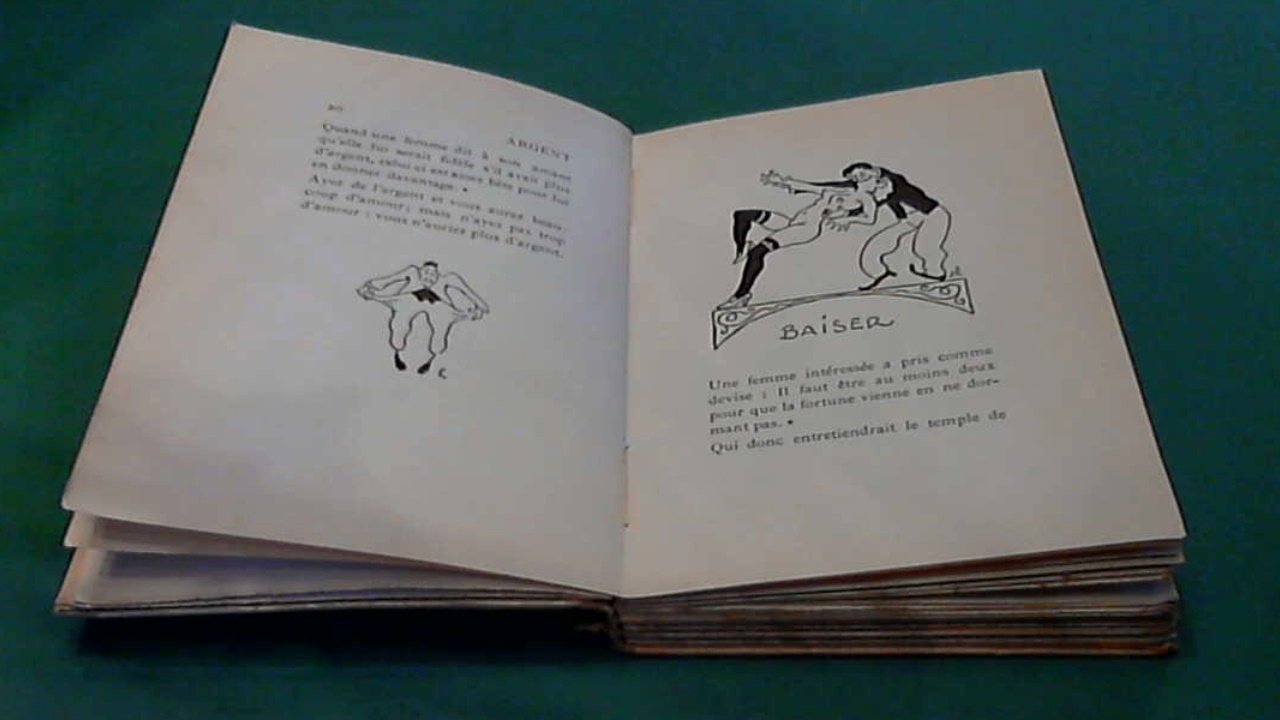 20
ARGENT
Quand une femme dit à son amant
qu'elle lui serait fidèle s'il avait plus
d'argent, celui-ci est assez bête pour lui
en donner davantage. *
Ayez de l'argent et vous aurez beau-
coup d'amour; mais n'ayez pas trop
d'amour : vous n'auriez plus d'argent.
BAISER
Une femme intéressée a pris comme
devise : Il faut être au moins deux
pour que la fortune vienne en ne dor-
mant pas. *
Qui donc entretiendrait le temple de